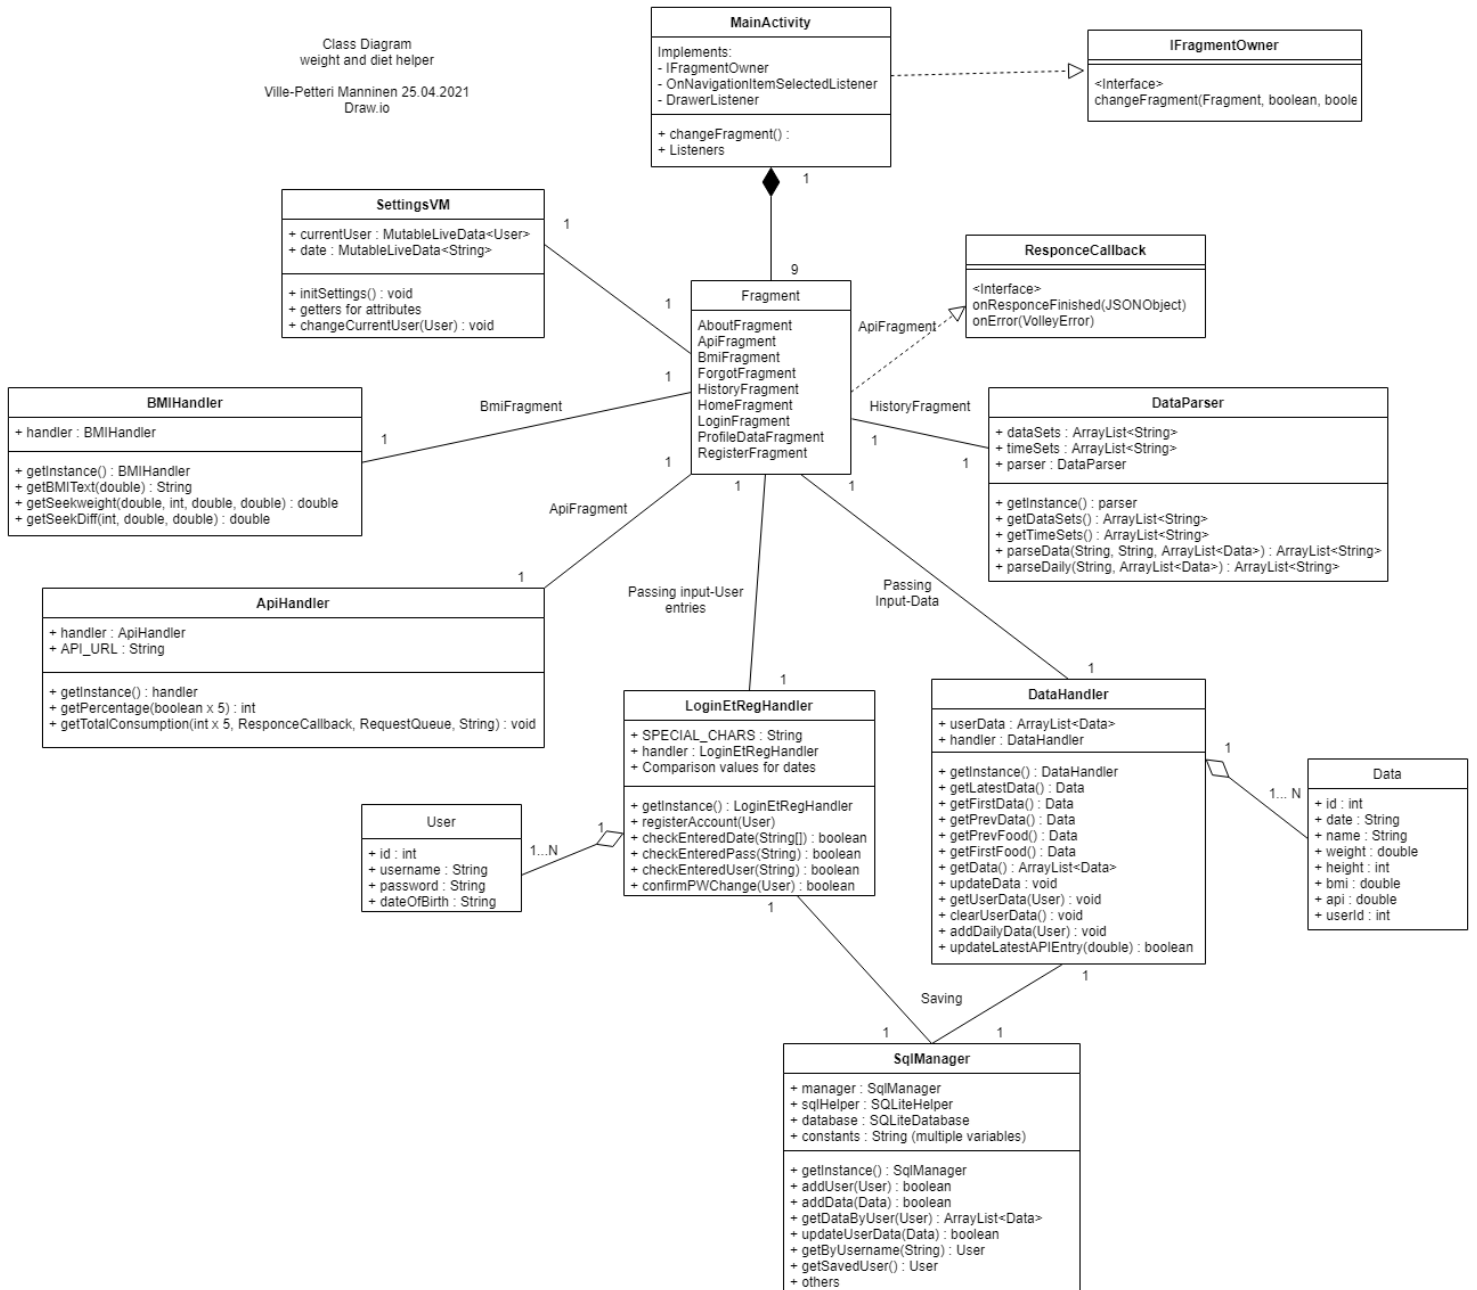 Class Diagram
weight and diet helper
Ville-Petteri Manninen 25.04.2021
Draw.io
MainActivity
Implements:
- IFragmentOwner
- OnNavigationItemSelectedListener
- DrawerListener
+ changeFragment() :
+ Listeners
IFragmentOwner
<Interface>
changeFragment(Fragment, boolean, boole
1
9
SettingsVM
+ currentUser : MutableLiveData<User>
+ date : MutableLiveData<String>
+ initSettings() : void
+ getters for attributes
+ changeCurrentUser(User) : void
1
1
Fragment
AboutFragment
ApiFragment
BmiFragment
ForgotFragment
HistoryFragment
HomeFragment
LoginFragment
ProfileDataFragment
RegisterFragment
ApiFragment
ResponceCallback
<Interface>
onResponceFinished(JSONObject)
onError(VolleyError)
BMIHandler
+ handler : BMIHandler
+ getInstance() : BMIHandler
+ getBMIText(double) : String
+ getSeekweight(double, int, double, double) : double
+ getSeekDiff(int, double, double) : double
1
BmiFragment
1
HistoryFragment
1
1
DataParser
+ dataSets : ArrayList<String>
+ timeSets : ArrayList<String>
+ parser : DataParser
+ getInstance() : parser
+ getDataSets() : ArrayList<String>
+ getTimeSets() : ArrayList<String>
+ parseData(String, String, ArrayList<Data>) : ArrayList<String>
+ parseDaily(String, ArrayList<Data>) : ArrayList<String>
1
ApiFragment
1
ApiHandler
+ handler : ApiHandler
+ API_URL : String
+ getInstance() : handler
+ getPercentage(boolean x 5) : int
+ getTotalConsumption(int x 5, ResponceCallback, RequestQueue, String) : void
1
Passing input-User
entries
1
1
Passing
Input-Data
1
LoginEtRegHandler
+ SPECIAL_CHARS : String
+ handler : LoginEtRegHandler
+ Comparison values for dates
+ getInstance() : LoginEtRegHandler
+ registerAccount(User)
+ checkEnteredDate(String[]) : boolean
+ checkEnteredPass(String) : boolean
+ checkEnteredUser(String) : boolean
+ confirmPWChange(User) : boolean
DataHandler
+ userData : ArrayList<Data>
+ handler : DataHandler
+ getInstance() : DataHandler
+ getLatestData() : Data
+ getFirstData() : Data
+ getPrevData() : Data
+ getPrevFood() : Data
+ getFirstFood() : Data
+ getData() : ArrayList<Data>
+ updateData : void
+ getUserData(User) : void
+ clearUserData() : void
+ addDailyData(User) : void
+ updateLatestAPIEntry(double) : boolean
1
1... N
Data
+ id : int
+ date : String
+ name : String
+ weight : double
+ height : int
+ bmi : double
+ api : double
+ userId : int
User
+ id : int
+ username : String
+ password : String
+ dateOfBirth : String
1...N
1
1
1
Saving
1
1
SqlManager
+ manager : SqlManager
+ sqlHelper : SQLiteHelper
+ database : SQLiteDatabase
+ constants : String (multiple variables)
+ getInstance() : SqlManager
+ addUser(User) : boolean
+ addData(Data) : boolean
+ getDataByUser(User) : ArrayList<Data>
+ updateUserData(Data) : boolean
+ getByUsername(String) : User
+ getSavedUser() : User
+ others